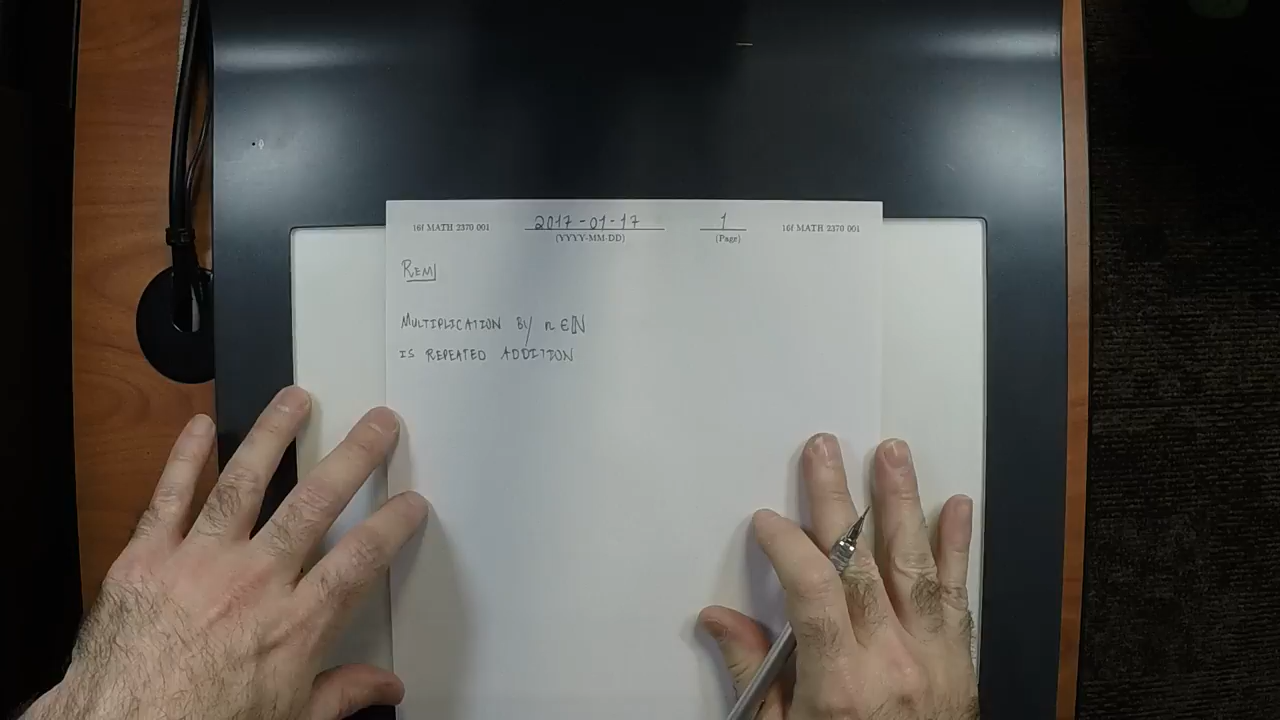 16f MATH 2370 001 2017-01-17 1 16f MATH 2370 001
(YYYY-MM-DD) (Page)
REM
MULTIPLICATION BY n ∈ ℕ
IS REPEATED ADDITION